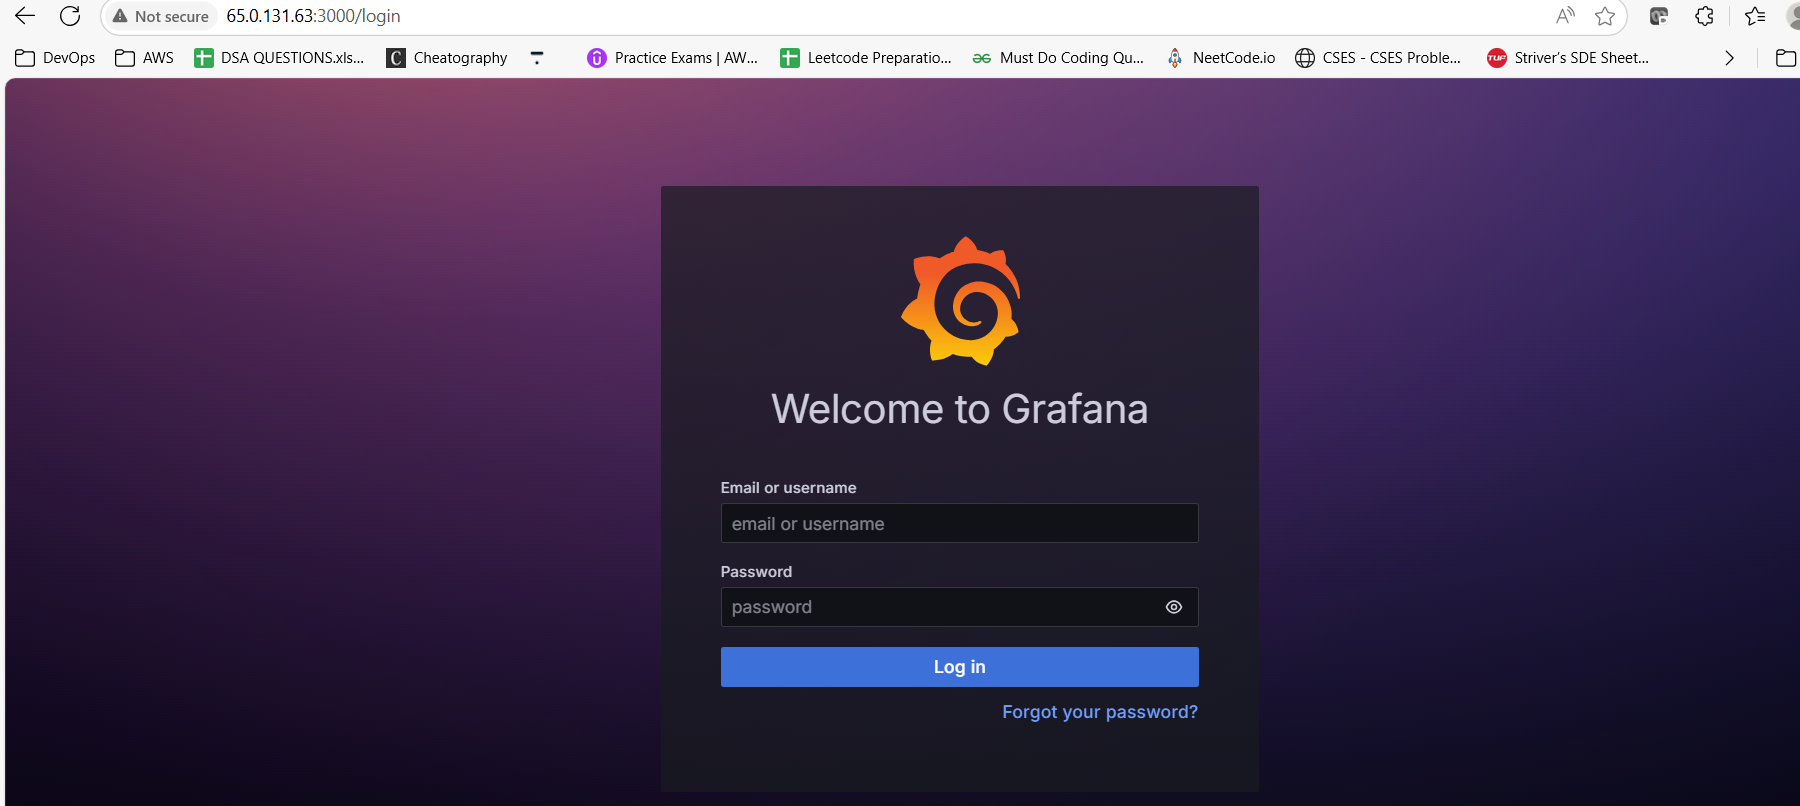 Not secure 65.0.131.63:3000/login
DevOps AWS DSA QUESTIONS.xls... Cheatography Practice Exams | AW... Leetcode Preparatio... Must Do Coding Qu... NeetCode.io CSES - CSES Proble... TUF Striver's SDE Sheet...
Welcome to Grafana
Email or username
email or username
Password
password
Log in
Forgot your password?